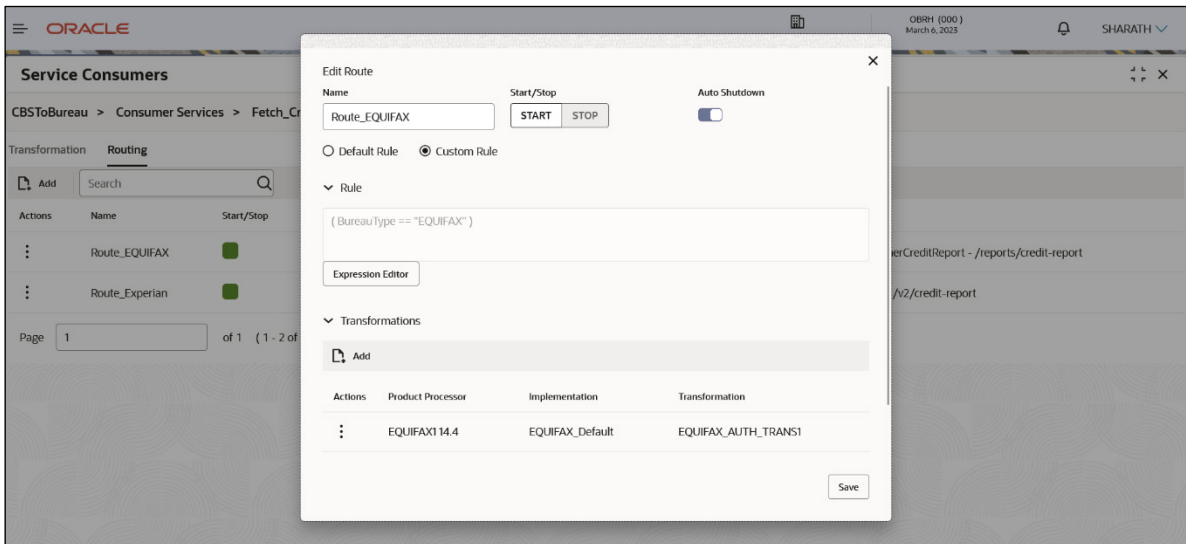 ORACLE
OBRH (000)
March 6, 2023
SHARATH
Service Consumers
CBSToBureau > Consumer Services > Fetch_Cr
Transformation Routing
Add Search
Actions Name Start/Stop
Route_EQUIFAX erCreditReport - /reports/credit-report
Route_Experian /v2/credit-report
Page 1 of 1 (1 - 2 of
Edit Route
Name Start/Stop Auto Shutdown
Route_EQUIFAX START STOP
Default Rule Custom Rule
Rule
( BureauType == "EQUIFAX" )
Expression Editor
Transformations
Add
Actions Product Processor Implementation Transformation
EQUIFAX1 14.4 EQUIFAX_Default EQUIFAX_AUTH_TRANS1
Save